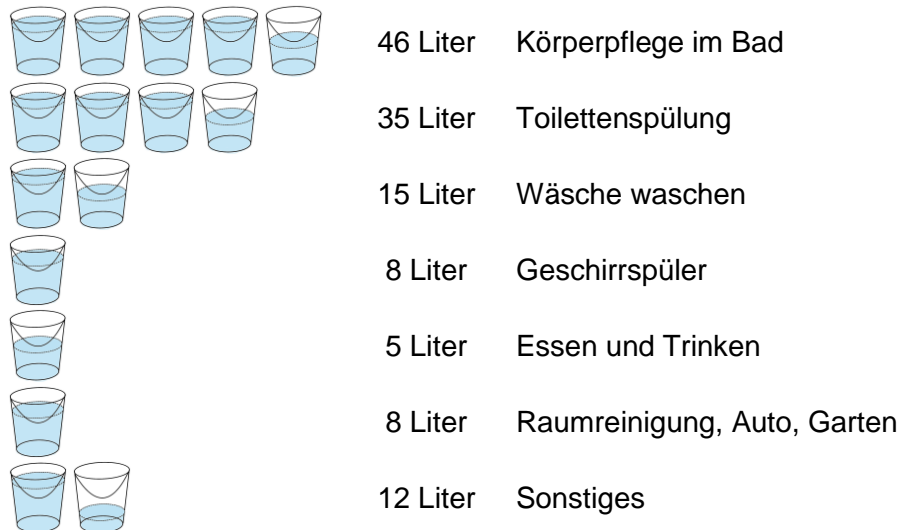 46 Liter Körperpflege im Bad
35 Liter Toilettenspülung
15 Liter Wäsche waschen
8 Liter Geschirrspüler
5 Liter Essen und Trinken
8 Liter Raumreinigung, Auto, Garten
12 Liter Sonstiges